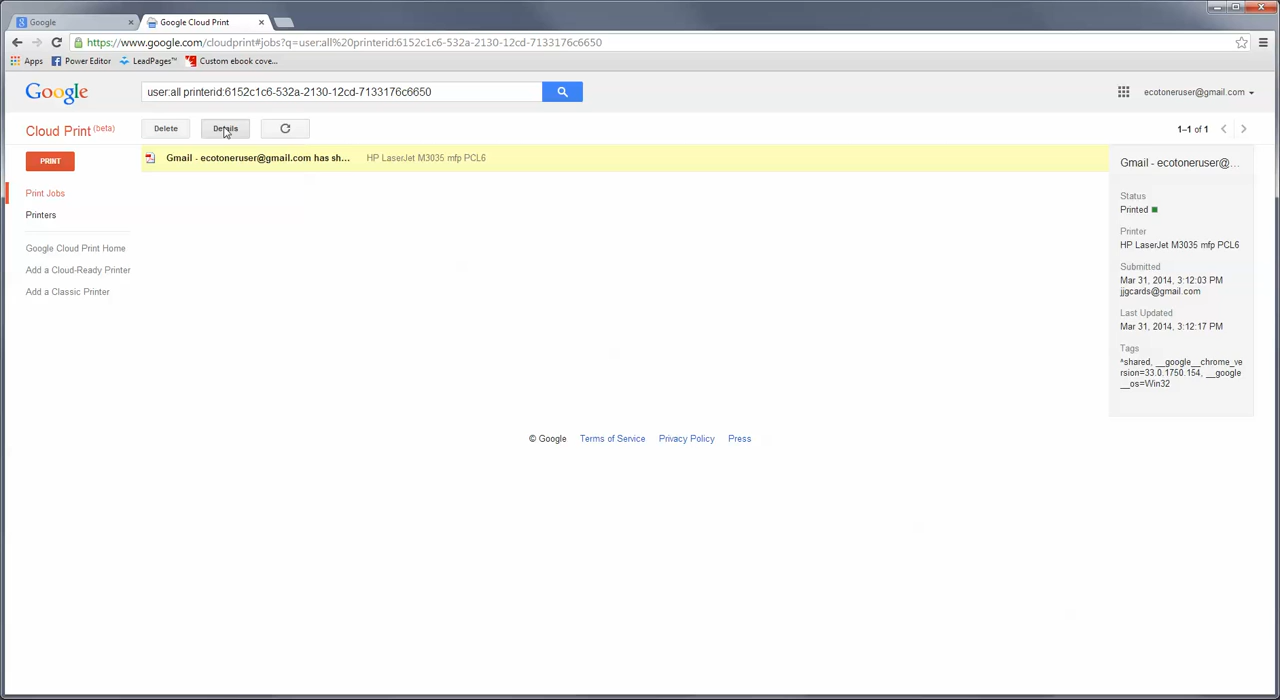 Google
Google Cloud Print
https://www.google.com/cloudprint#jobs?q=user:all%20printerid:6152c1c6-532a-2130-12cd-7133176c6650
Apps
Power Editor
LeadPages™
Custom ebook cove...
Google
user:all printerid:6152c1c6-532a-2130-12cd-7133176c6650
ecotoneruser@gmail.com
Cloud Print (beta)
Delete
Details
1–1 of 1
PRINT
Gmail - ecotoneruser@gmail.com has sh...
HP LaserJet M3035 mfp PCL6
Print Jobs
Printers
Google Cloud Print Home
Add a Cloud-Ready Printer
Add a Classic Printer
Gmail - ecotoneruser@...
Status
Printed
Printer
HP LaserJet M3035 mfp PCL6
Submitted
Mar 31, 2014, 3:12:03 PM
jjgcards@gmail.com
Last Updated
Mar 31, 2014, 3:12:17 PM
Tags
^shared, __google__chrome_ve
rsion=33.0.1750.154, __google
__os=Win32
© Google
Terms of Service
Privacy Policy
Press